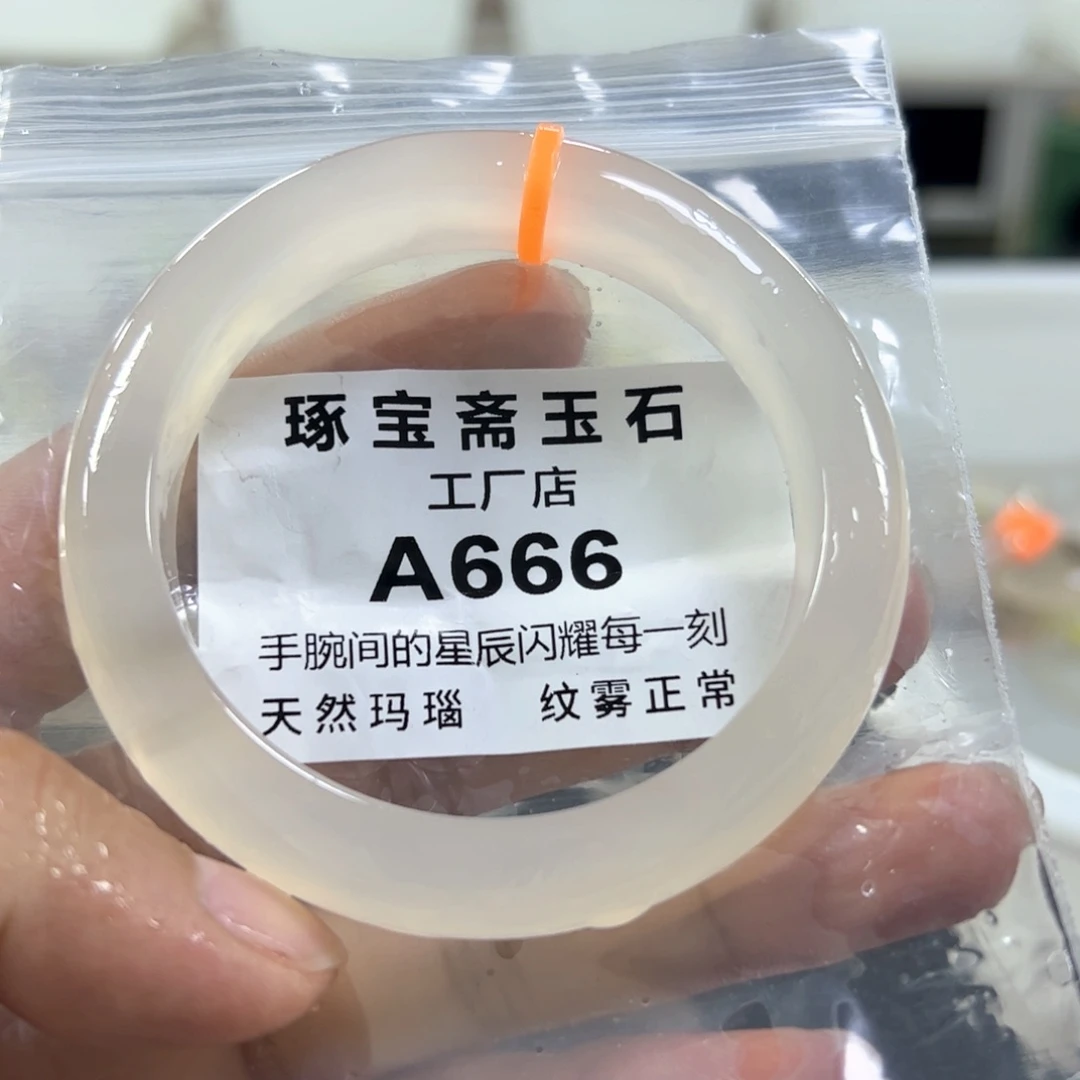 琢宝斋玉石
工厂店
A666
手腕间的星辰闪耀每一刻
天然玛瑙 纹雾正常